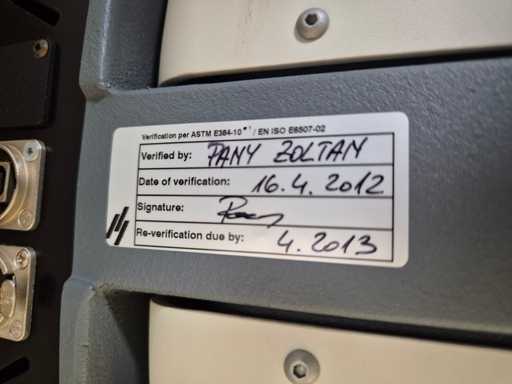 Verification per ASTM E384-10*¹ / EN ISO E6507-02
Verified by: PANY ZOLTAN
Date of verification: 16.4.2012
Signature:
Re-verification due by: 4.2013